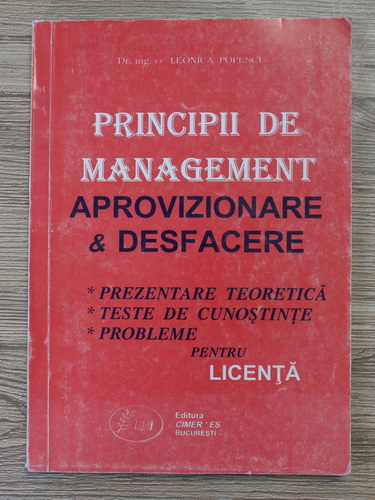 Dr. ing. ec LEONICA POPESCU
PRINCIPII DE
MANAGEMENT
APROVIZIONARE
& DESFACERE
* PREZENTARE TEORETICĂ
* TESTE DE CUNOŞTINŢE
* PROBLEME
PENTRU
LICENŢĂ
Editura
BUCUREŞTI